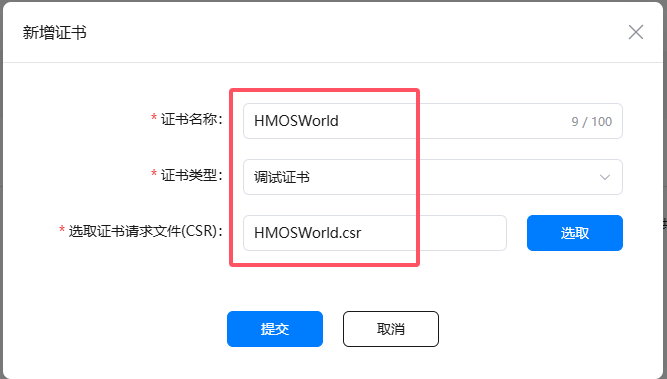 新增证书
* 证书名称: HMOSWorld 9 / 100
* 证书类型: 调试证书
* 选取证书请求文件(CSR): HMOSWorld.csr 选取
提交 取消